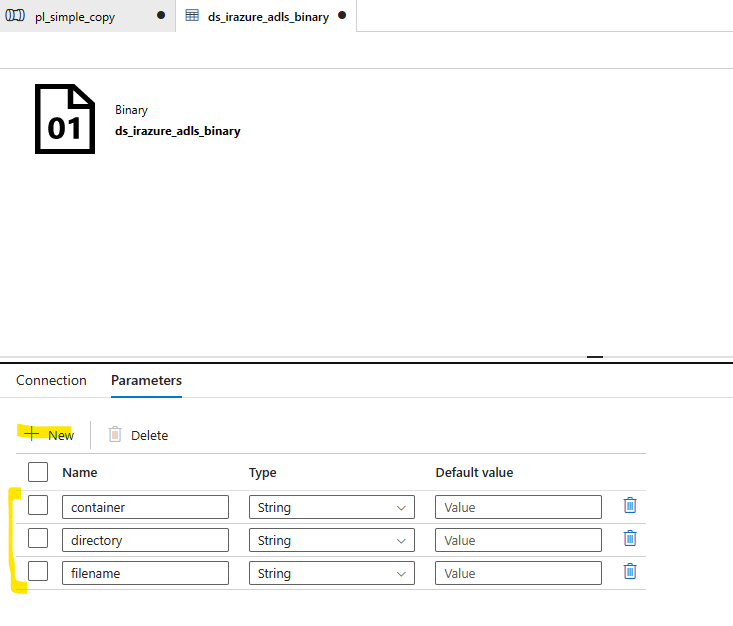 pl_simple_copy ds_irazure_adls_binary
01
Binary
ds_irazure_adls_binary
Connection Parameters
New Delete
Name Type Default value
container String Value
directory String Value
filename String Value